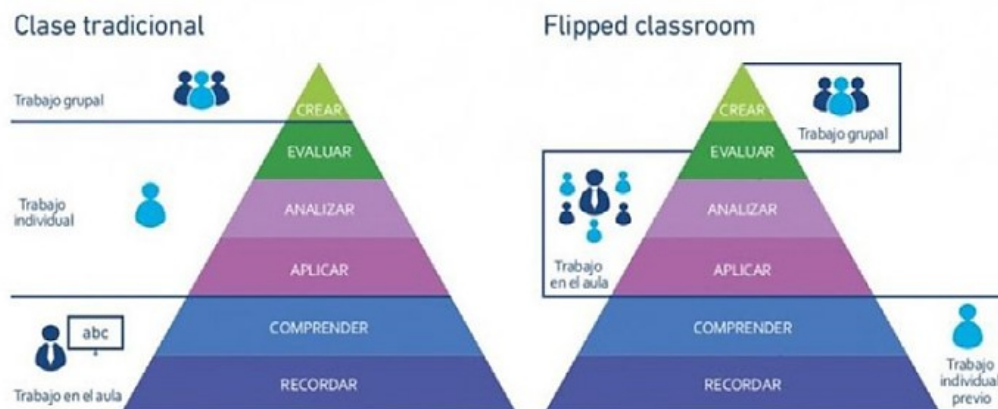 Clase tradicional
Trabajo grupal
Trabajo
individual
abc
Trabajo en el aula
CREAR
EVALUAR
ANALIZAR
APLICAR
COMPRENDER
RECORDAR
Flipped classroom
Trabajo grupal
Trabajo
en el aula
CREAR
EVALUAR
ANALIZAR
APLICAR
COMPRENDER
RECORDAR
Trabajo
individual
previo